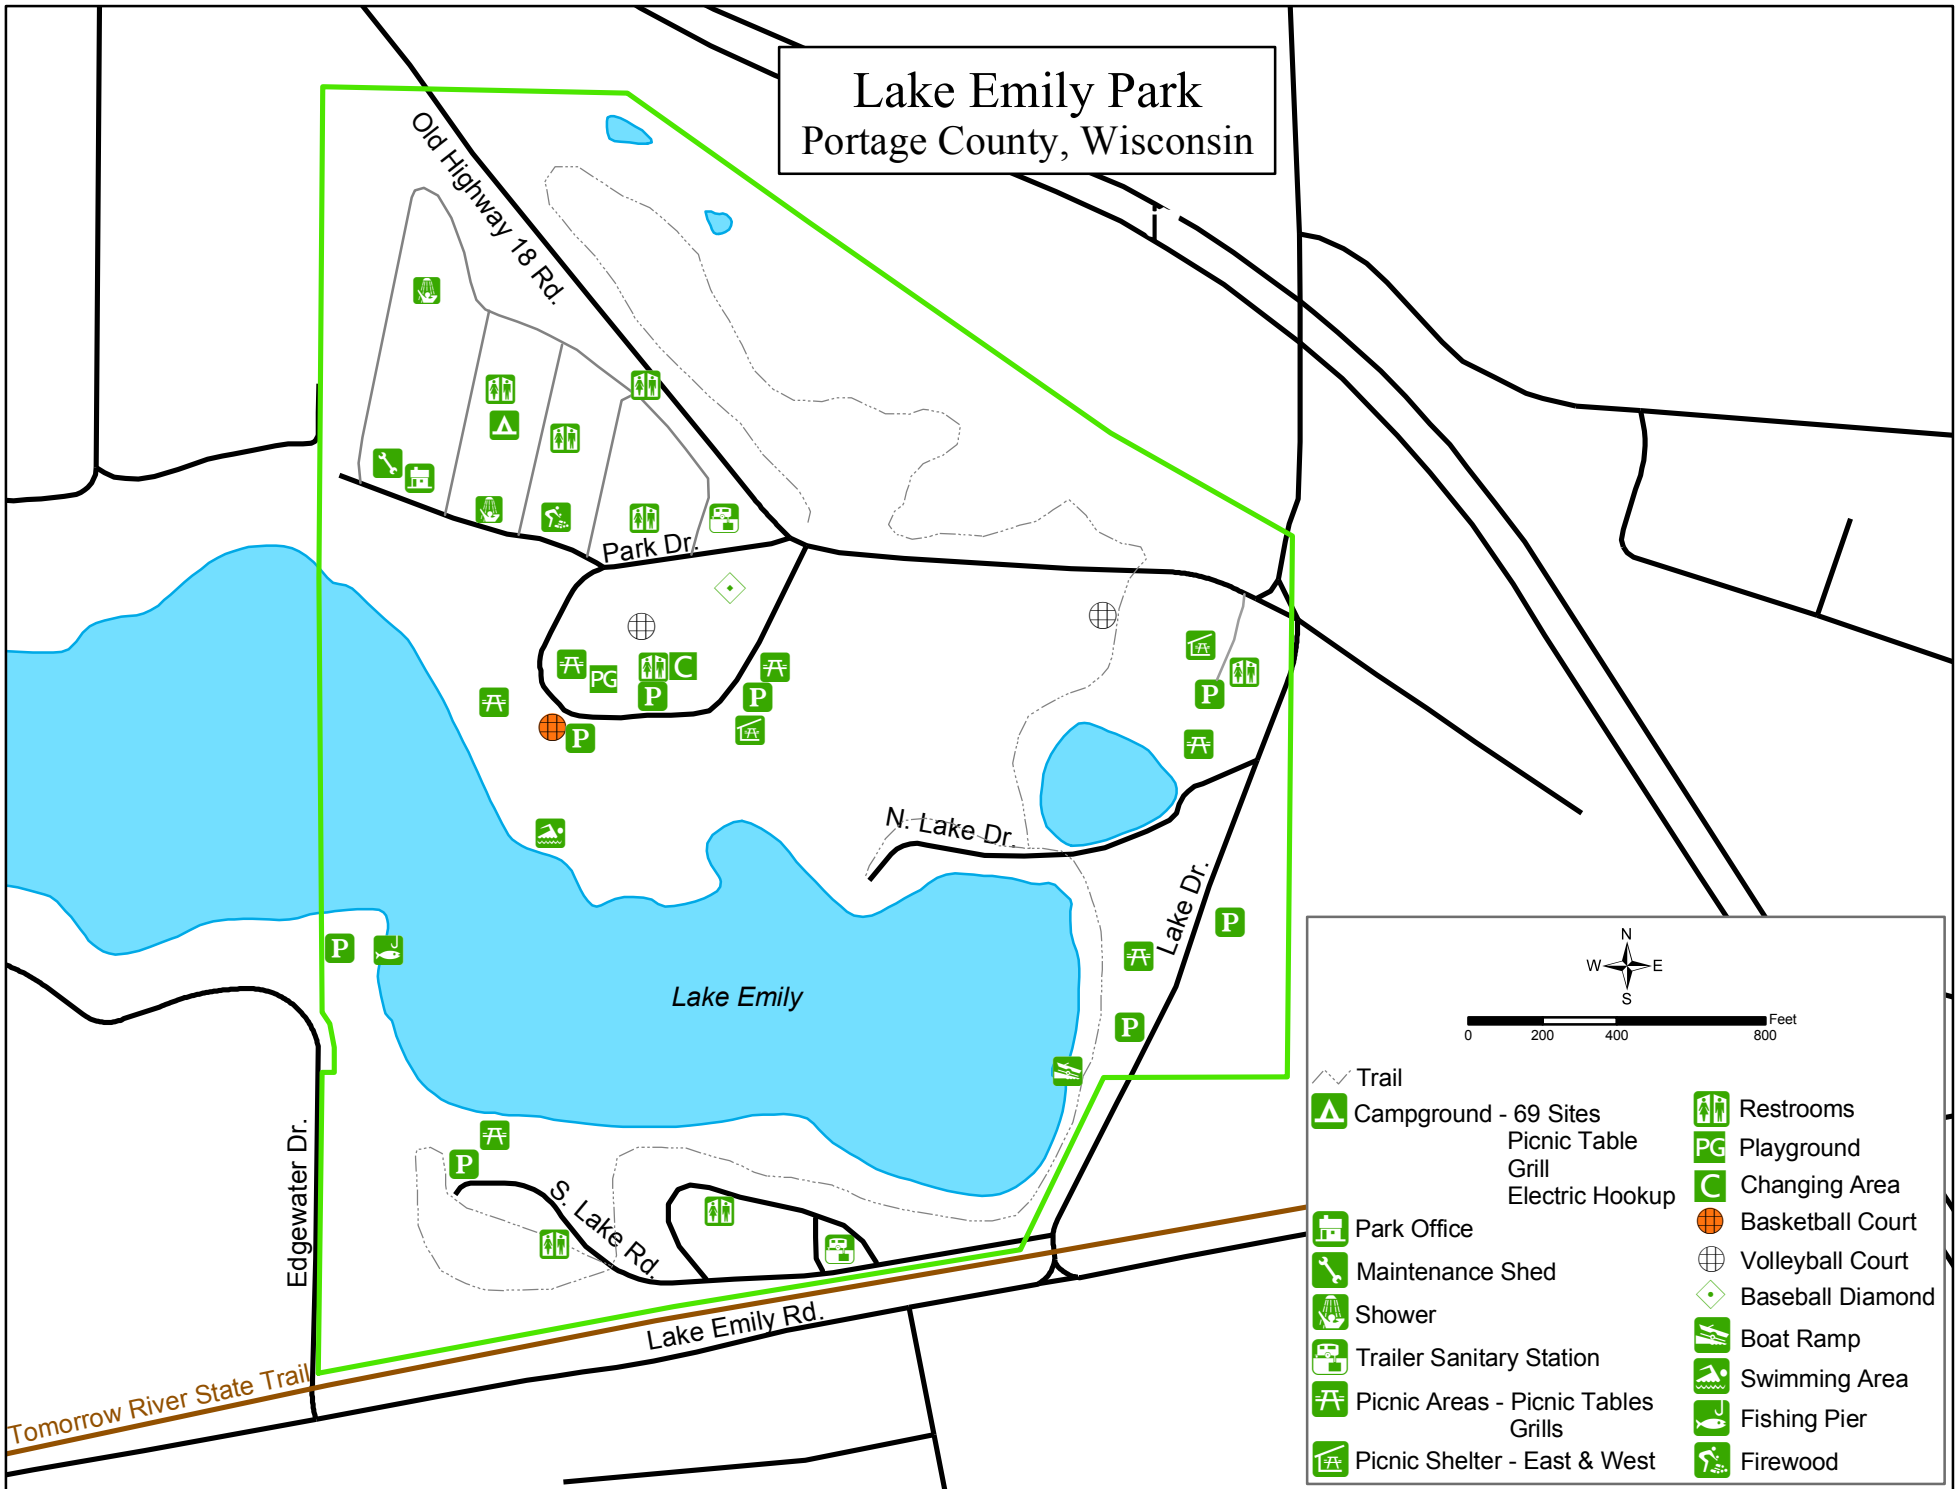 Lake Emily Park
Portage County, Wisconsin
Old Highway 18 Rd.
Park Dr.
PG
C
P
P
P
P
N. Lake Dr.
Lake Dr.
P
P
P
Lake Emily
Edgewater Dr.
P
S. Lake Rd.
Lake Emily Rd.
Tomorrow River State Trail
N
W E
S
Feet
0 200 400 800
Trail
Campground - 69 Sites
Picnic Table
Grill
Electric Hookup
Park Office
Maintenance Shed
Shower
Trailer Sanitary Station
Picnic Areas - Picnic Tables
Grills
Picnic Shelter - East & West
Restrooms
PG Playground
C Changing Area
Basketball Court
Volleyball Court
Baseball Diamond
Boat Ramp
Swimming Area
Fishing Pier
Firewood